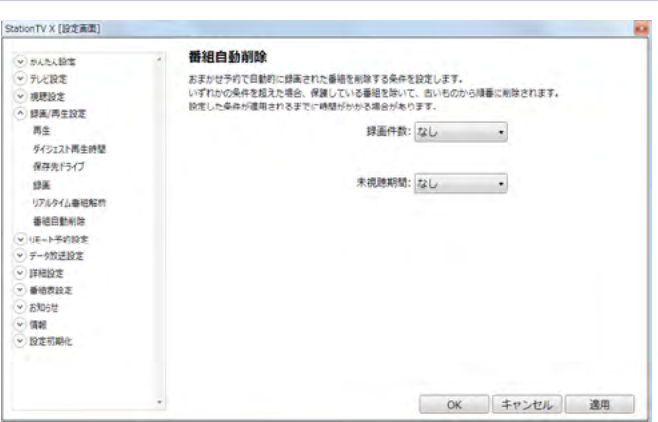 StationTV X [設定画面]
かんたん設定
テレビ設定
視聴設定
録画/再生設定
再生
ダイジェスト再生時間
保存先ドライブ
録画
リアルタイム番組解析
番組自動削除
リモート予約設定
データ放送設定
詳細設定
番組表設定
お知らせ
情報
設定初期化
番組自動削除
おまかせ予約で自動的に録画された番組を削除する条件を設定します。
いずれかの条件を超えた場合、保護している番組を除いて、古いものから順番に削除されます。
設定した条件が適用されるまでに時間がかかる場合があります。
録画件数: なし
未視聴期間: なし
OK キャンセル 適用